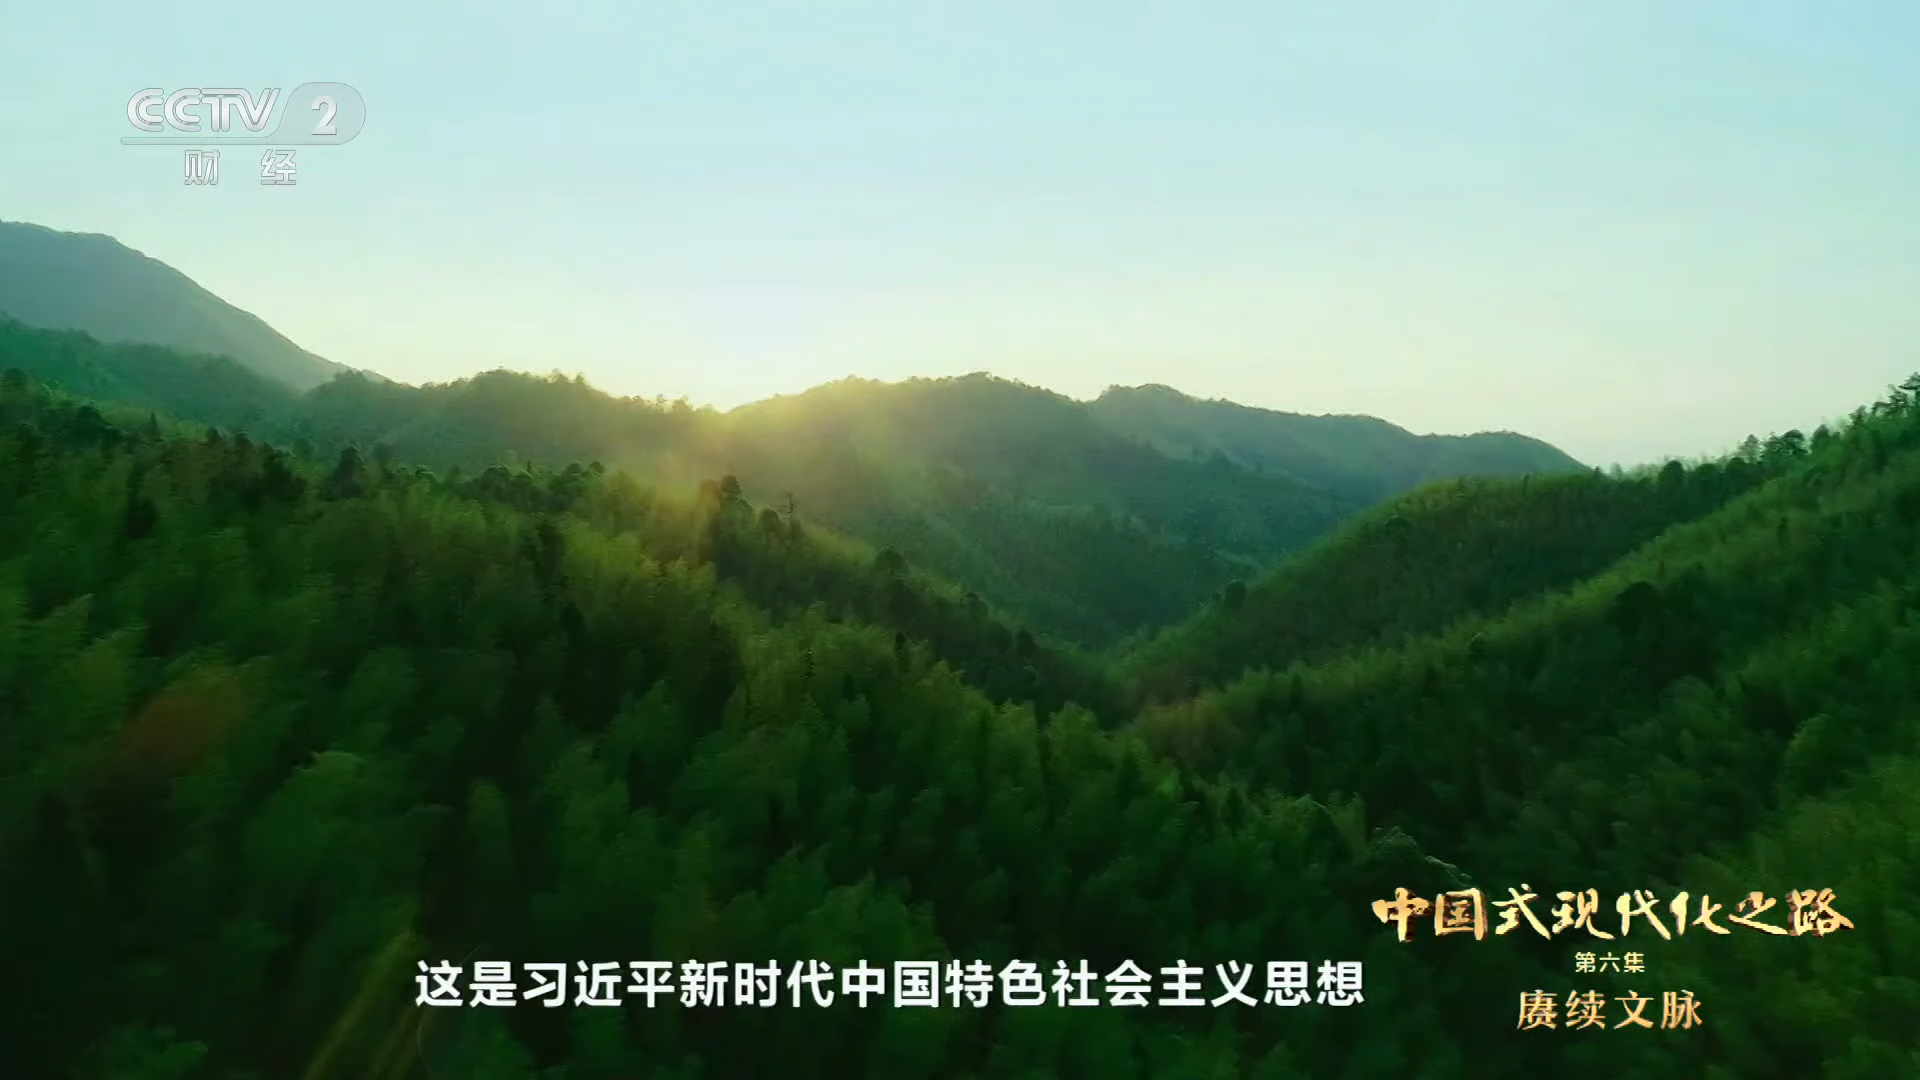 CCTV 2
财 经
中国式现代化之路
第六集
赓续文脉
这是习近平新时代中国特色社会主义思想